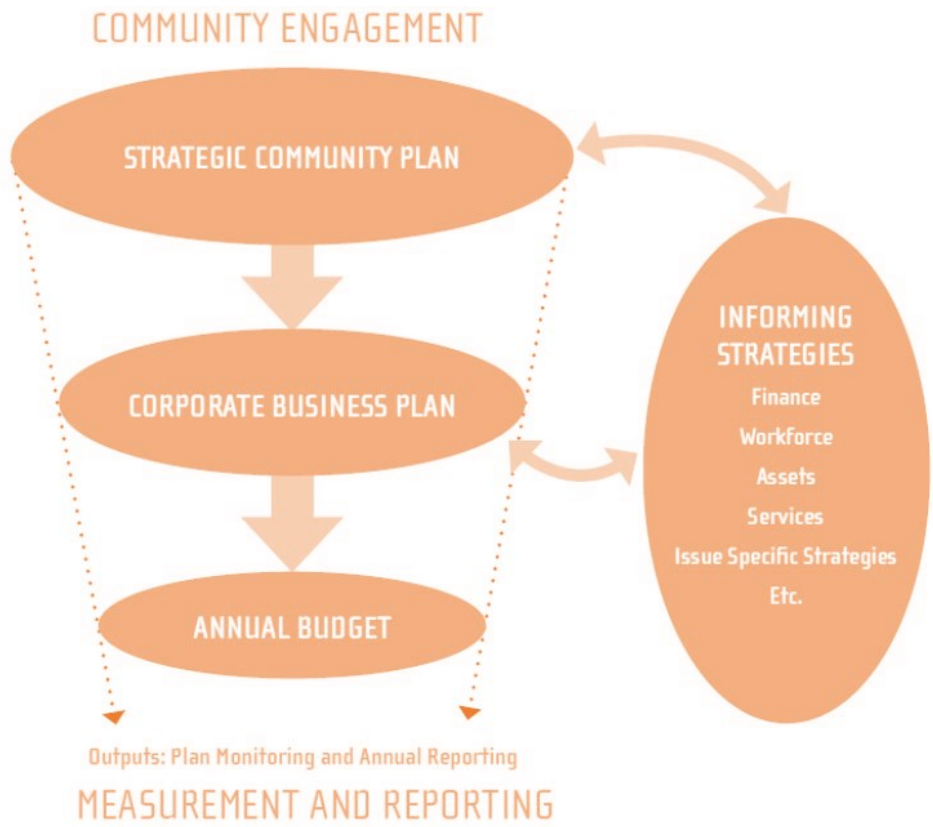 COMMUNITY ENGAGEMENT
STRATEGIC COMMUNITY PLAN
CORPORATE BUSINESS PLAN
ANNUAL BUDGET
INFORMING
STRATEGIES
Finance
Workforce
Assets
Services
Issue Specific Strategies
Etc.
Outputs: Plan Monitoring and Annual Reporting
MEASUREMENT AND REPORTING